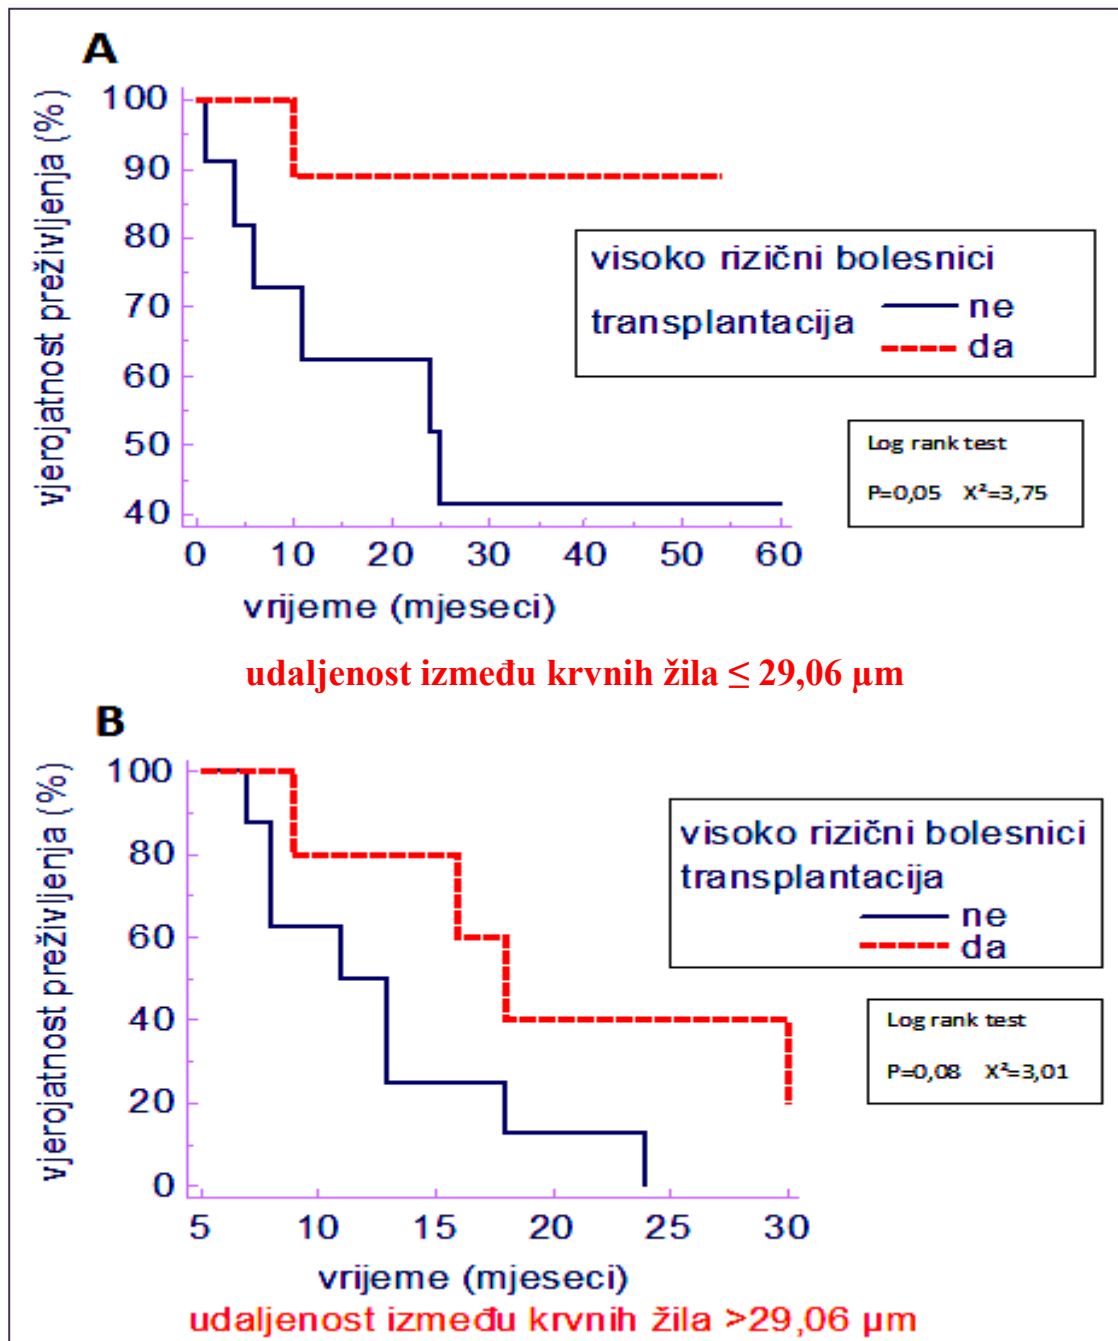 A
vjerojatnost preživljenja (%)
100
90
80
70
60
50
40
0 10 20 30 40 50 60
vrijeme (mjeseci)
visoko rizični bolesnici
transplantacija
ne
da
Log rank test
P=0,05 X²=3,75
udaljenost između krvnih žila ≤ 29,06 µm
B
vjerojatnost preživljenja (%)
100
80
60
40
20
0
5 10 15 20 25 30
vrijeme (mjeseci)
visoko rizični bolesnici
transplantacija
ne
da
Log rank test
P=0,08 X²=3,01
udaljenost između krvnih žila >29,06 µm